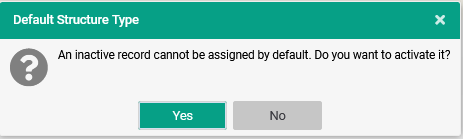 Default Structure Type
An inactive record cannot be assigned by default. Do you want to activate it?
Yes
No